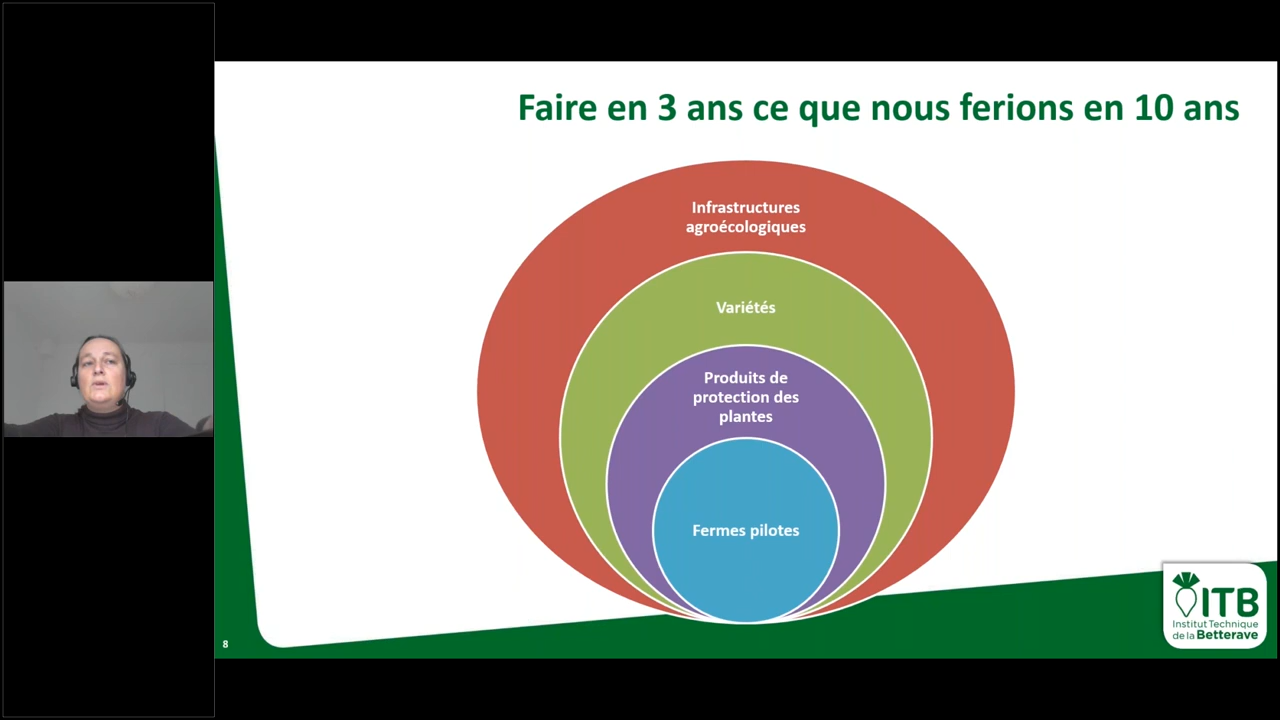 Faire en 3 ans ce que nous ferions en 10 ans
Infrastructures
agroécologiques
Variétés
Produits de
protection des
plantes
Fermes pilotes
8
ITB
Institut Technique
de la Betterave